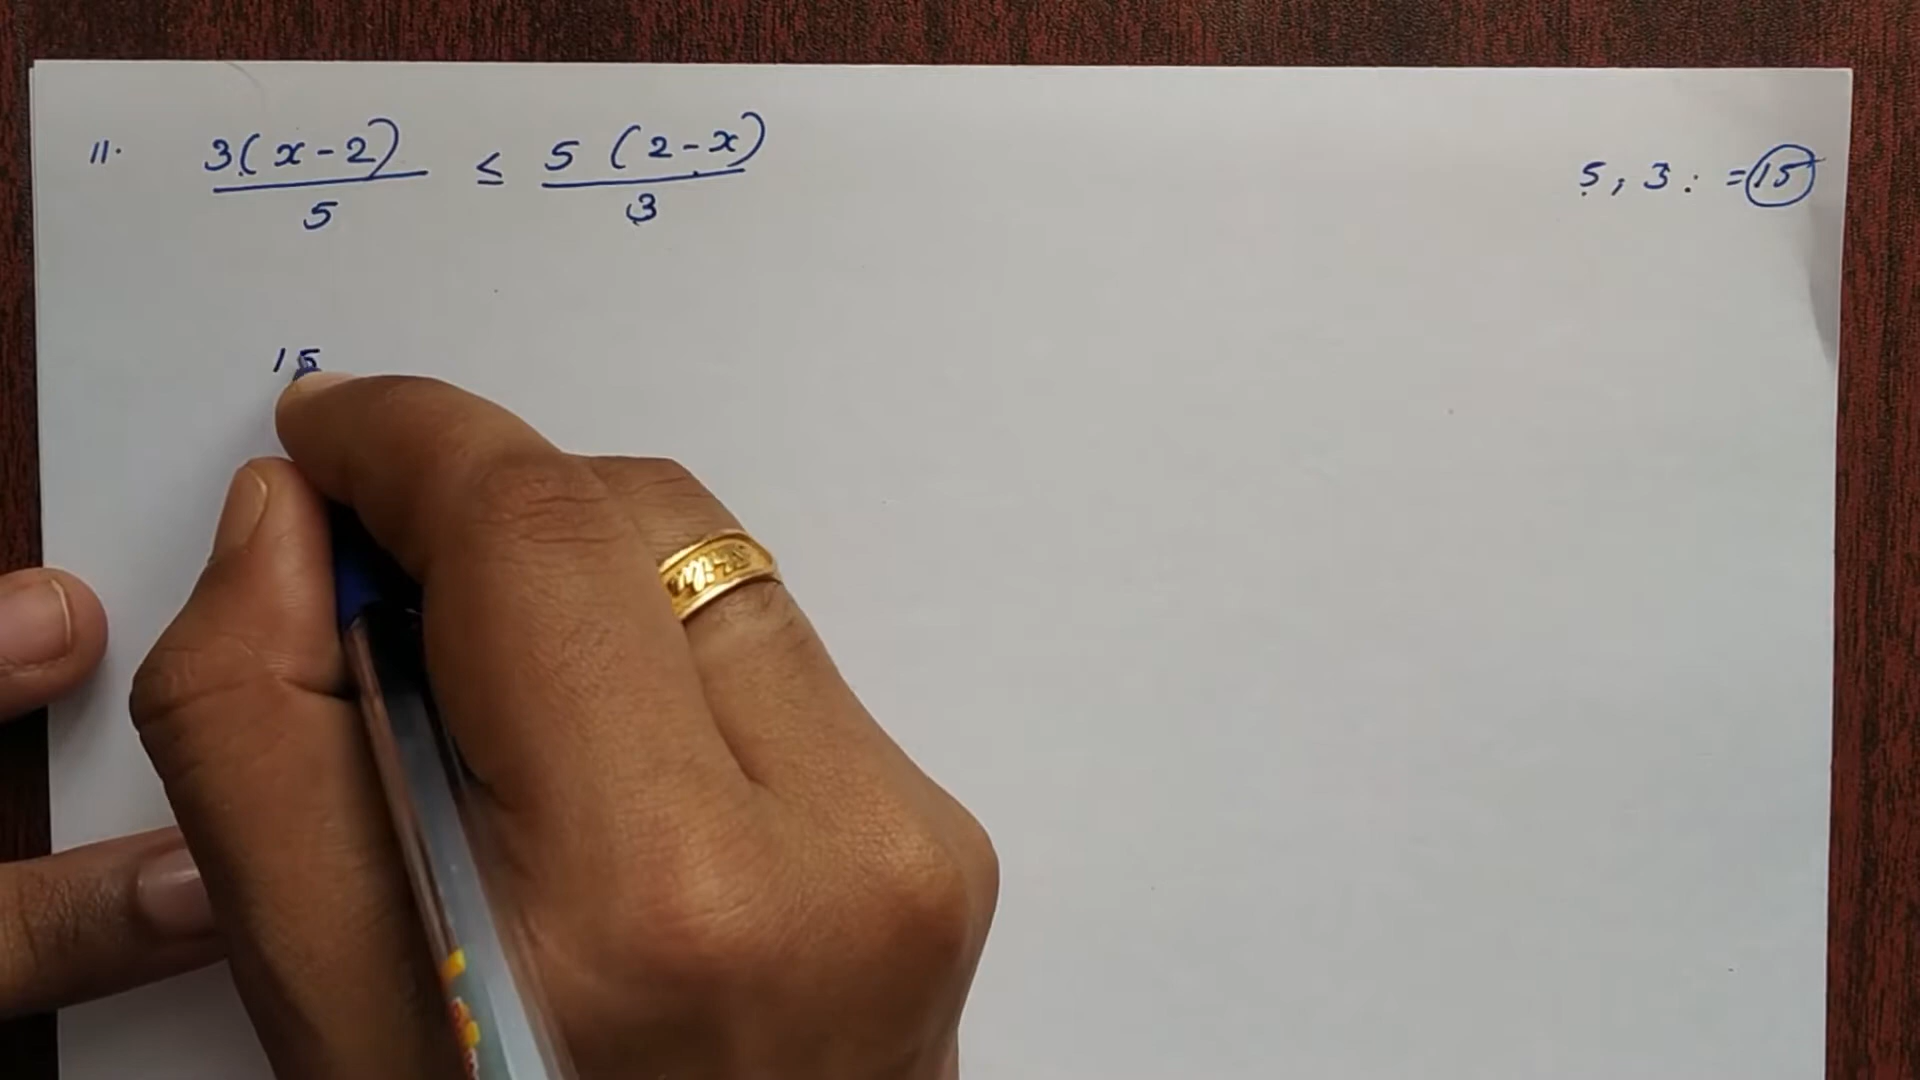 11. 3(x-2)/5 ≤ 5(2-x)/3
5, 3 : = 15
15